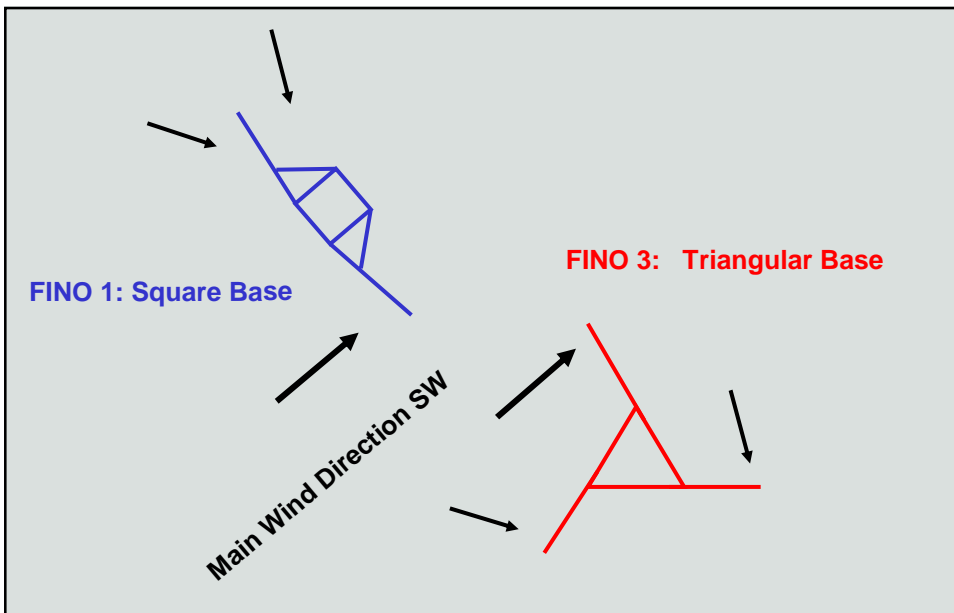 FINO 3: Triangular Base
FINO 1: Square Base
Main Wind Direction SW